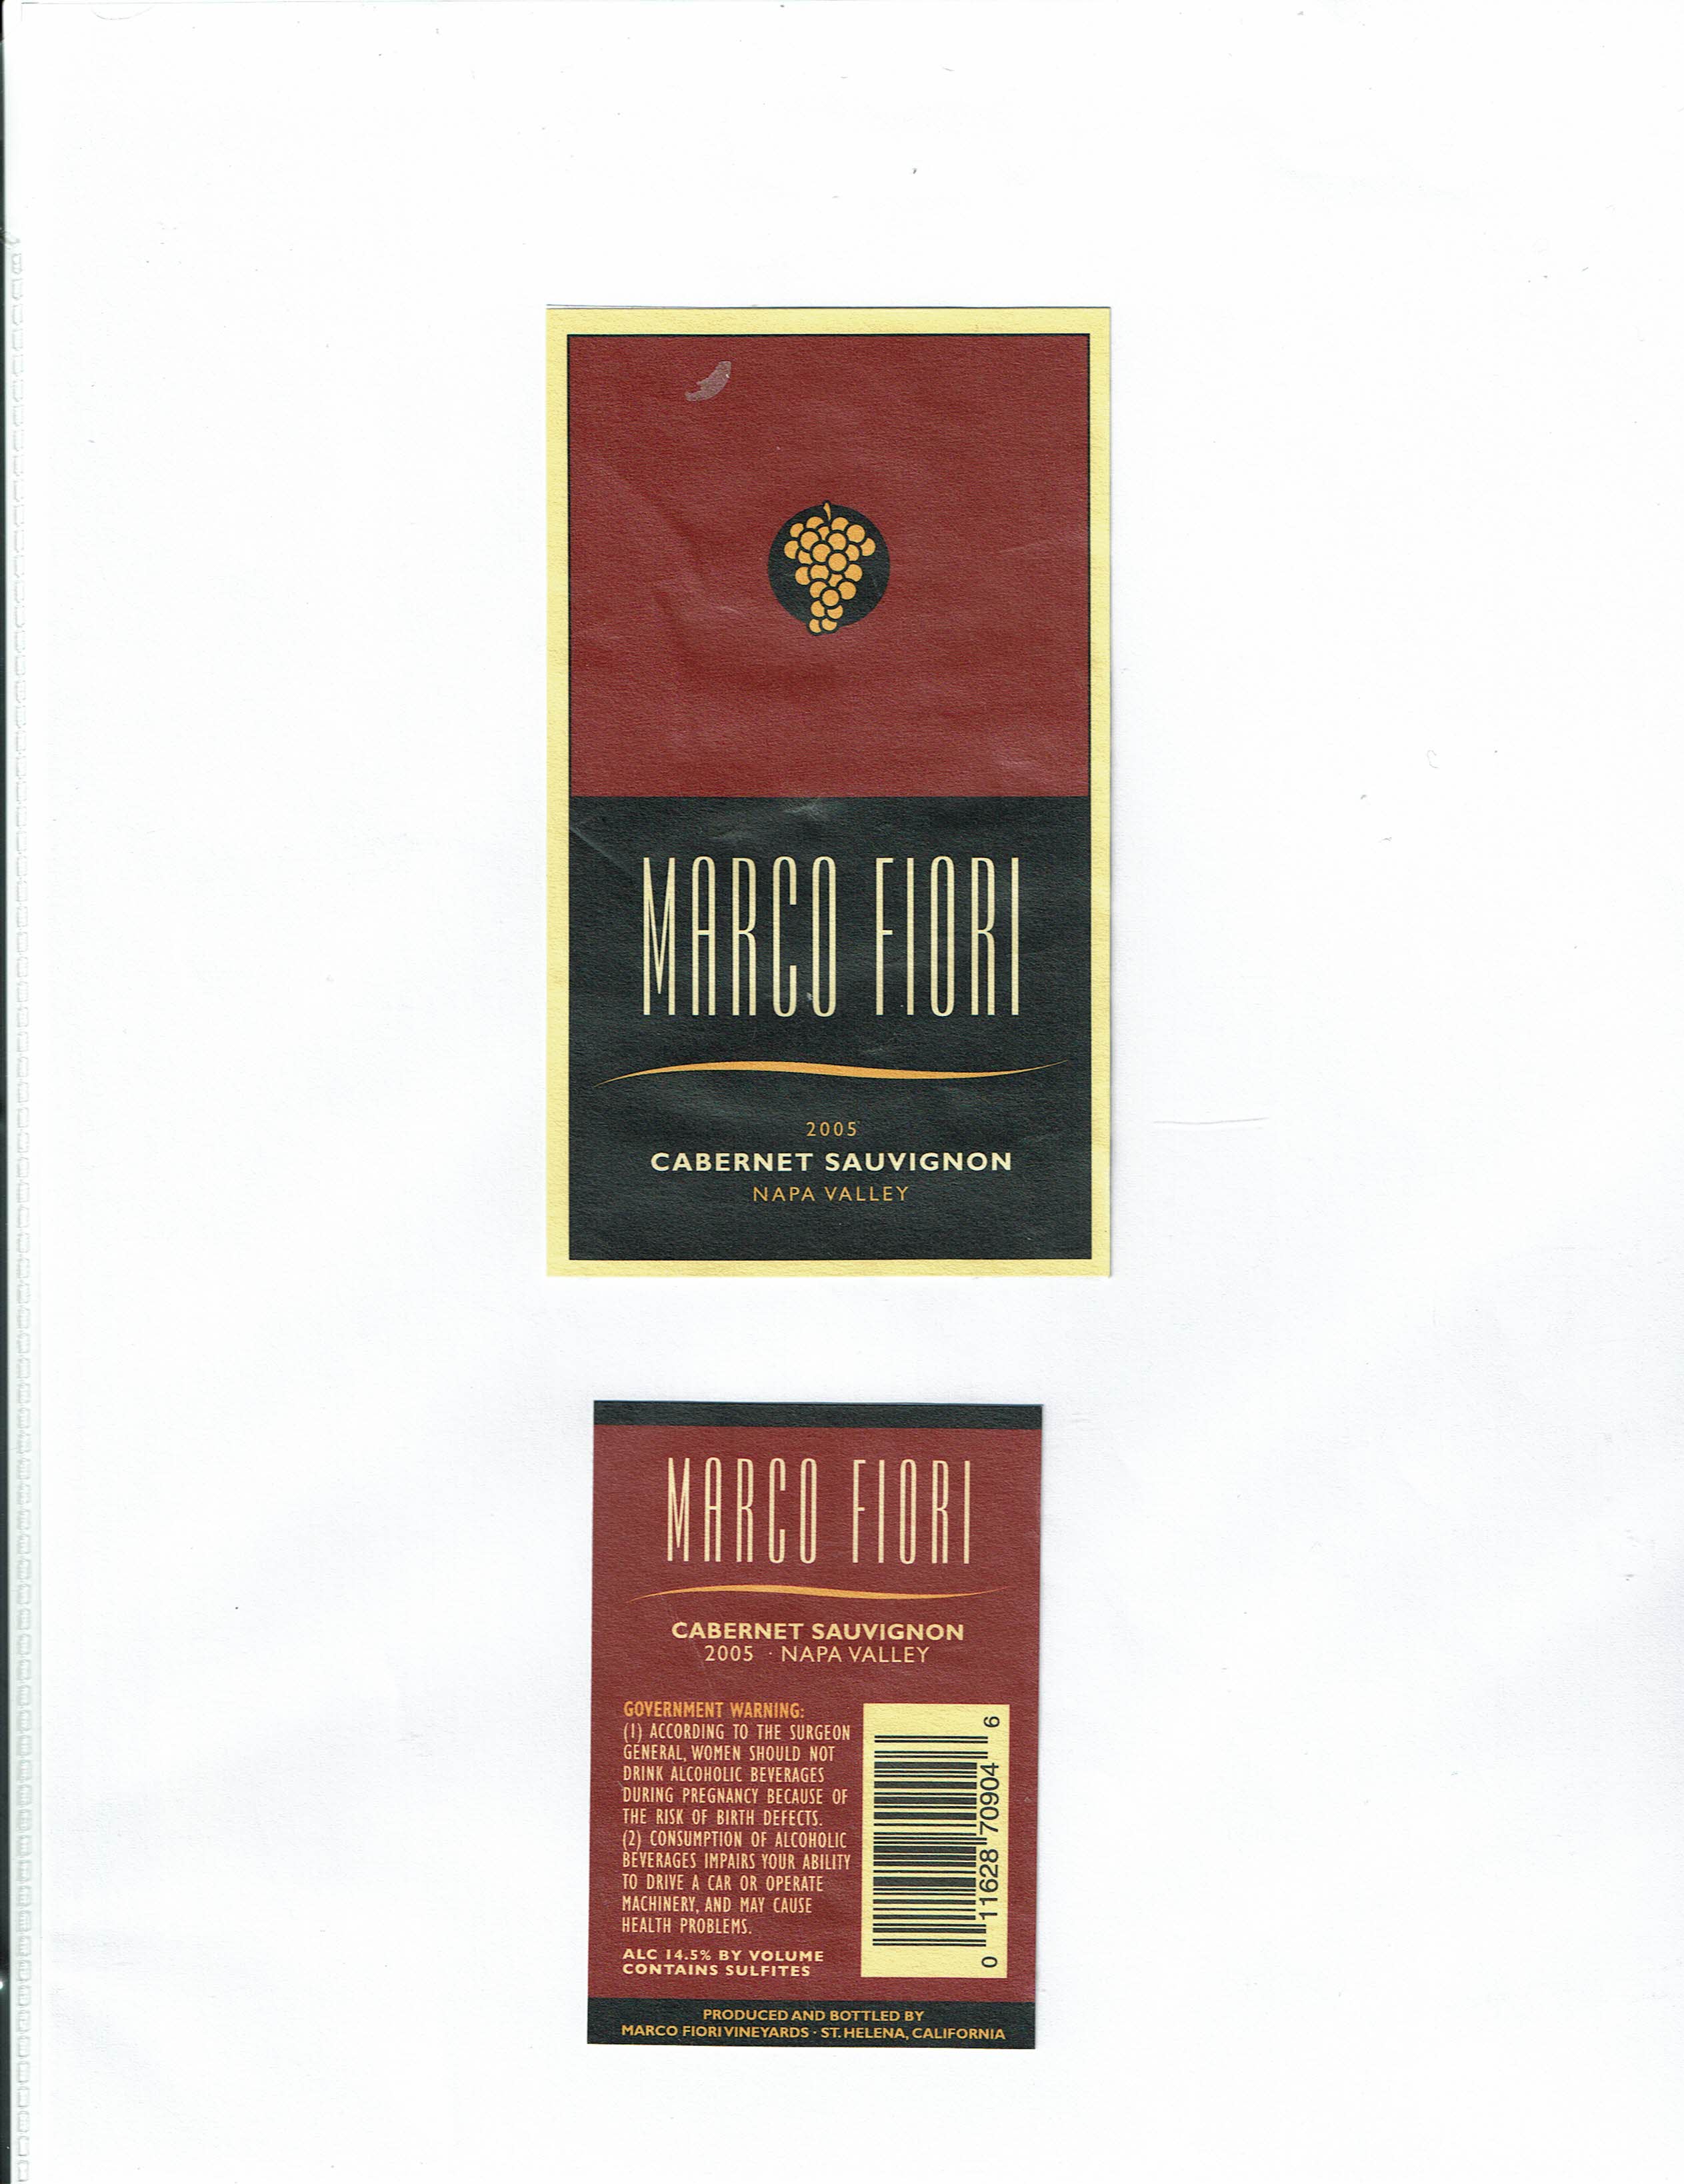 MARCO FIORI
2005
CABERNET SAUVIGNON
NAPA VALLEY
MARCO FIORI
CABERNET SAUVIGNON
2005 · NAPA VALLEY
GOVERNMENT WARNING:
(1) ACCORDING TO THE SURGEON
GENERAL, WOMEN SHOULD NOT
DRINK ALCOHOLIC BEVERAGES
DURING PREGNANCY BECAUSE OF
THE RISK OF BIRTH DEFECTS.
(2) CONSUMPTION OF ALCOHOLIC
BEVERAGES IMPAIRS YOUR ABILITY
TO DRIVE A CAR OR OPERATE
MACHINERY, AND MAY CAUSE
HEALTH PROBLEMS.
ALC 14.5% BY VOLUME
CONTAINS SULFITES
0 11628 70904 6
PRODUCED AND BOTTLED BY
MARCO FIORI VINEYARDS · ST. HELENA, CALIFORNIA